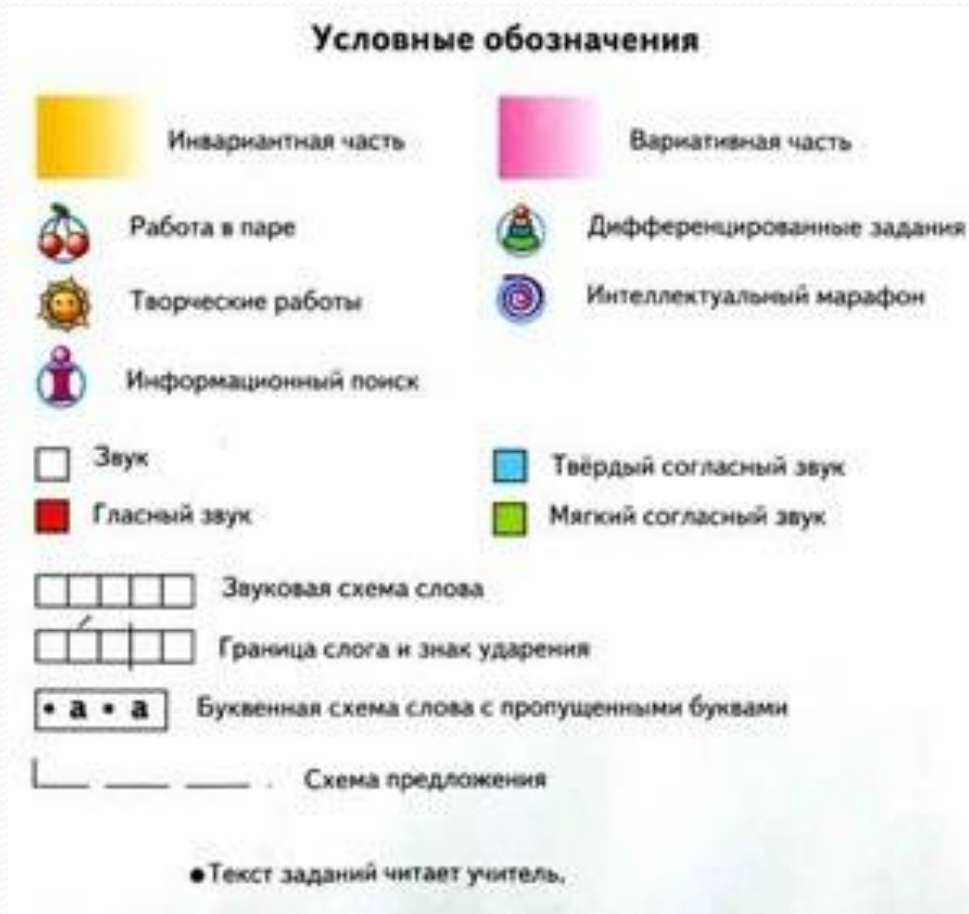 Условные обозначения
Инвариантная часть
Вариативная часть
Работа в паре
Дифференцированные задания
Творческие работы
Интеллектуальный марафон
Информационный поиск
Звук
Твёрдый согласный звук
Гласный звук
Мягкий согласный звук
Звуковая схема слова
Граница слога и знак ударения
• а • а
Буквенная схема слова с пропущенными буквами
Схема предложения
●Текст заданий читает учитель.